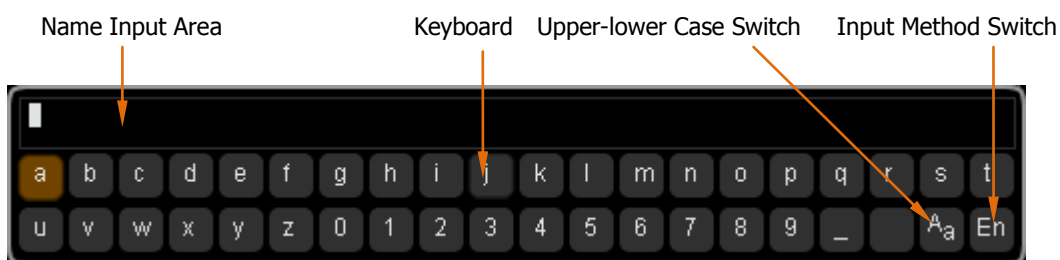 Name Input Area Keyboard Upper-lower Case Switch Input Method Switch
a b c d e f g h i j k l m n o p q r s t
u v w x y z 0 1 2 3 4 5 6 7 8 9 _ Aa En